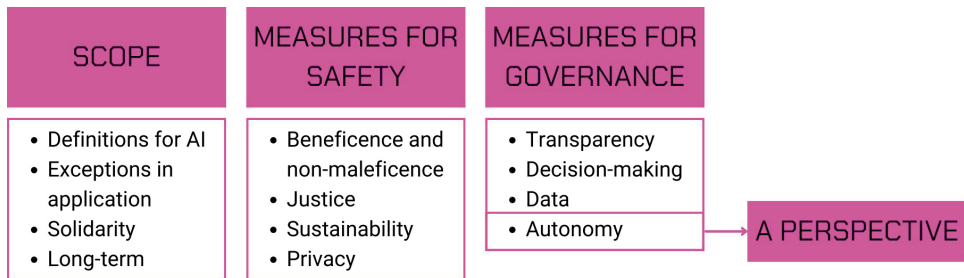 SCOPE
Definitions for AI
Exceptions in
application
Solidarity
Long-term
MEASURES FOR
SAFETY
Beneficence and
non-maleficence
Justice
Sustainability
Privacy
MEASURES FOR
GOVERNANCE
Transparency
Decision-making
Data
Autonomy
A PERSPECTIVE